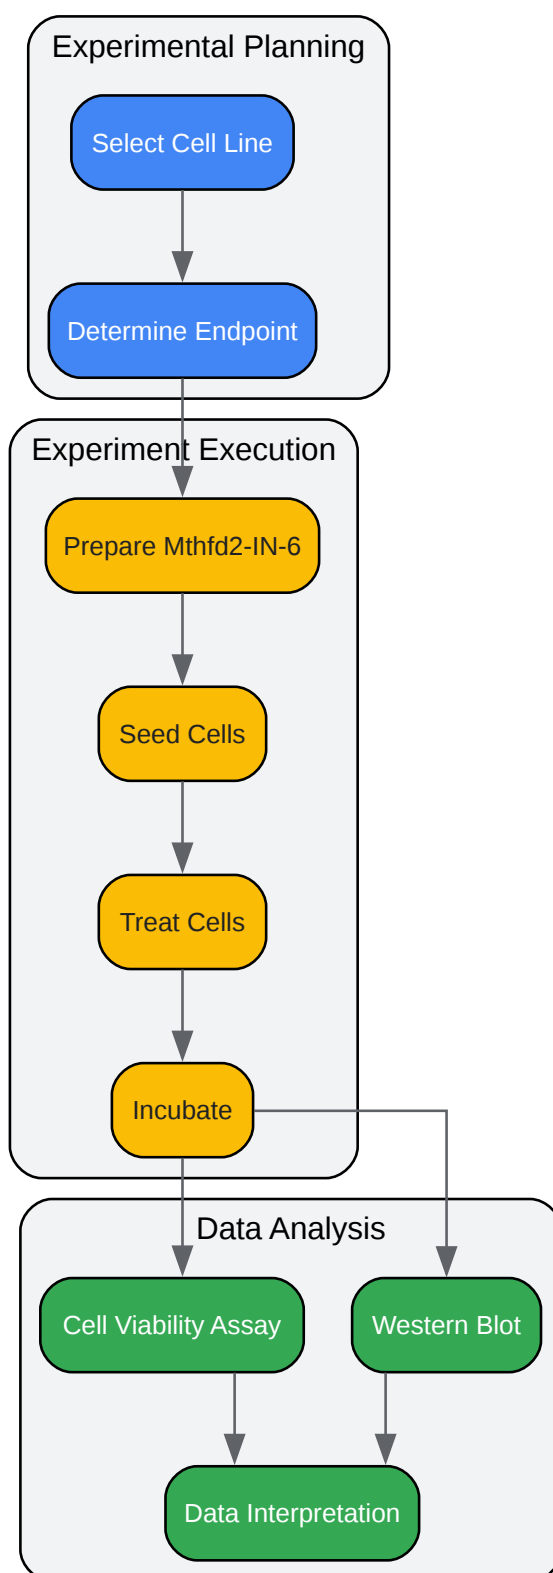 Experimental Planning
Select Cell Line
Determine Endpoint
Experiment Execution
Prepare Mthfd2-IN-6
Seed Cells
Treat Cells
Incubate
Data Analysis
Cell Viability Assay
Western Blot
Data Interpretation